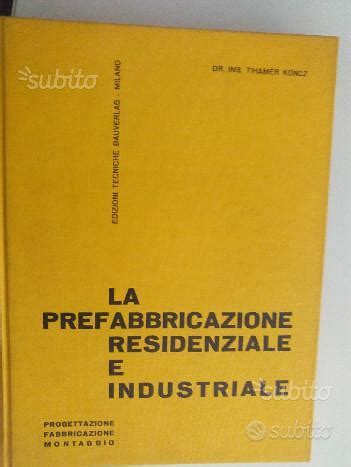 subito
DR. ING. TIHAMÉR KONCZ
EDIZIONI TECNICHE BAUVERLAG - MILANO
LA
PREFABBRICAZIONE
RESIDENZIALE
E
INDUSTRIALE
PROGETTAZIONE
FABBRICAZIONE
MONTAGGIO
subito
subito